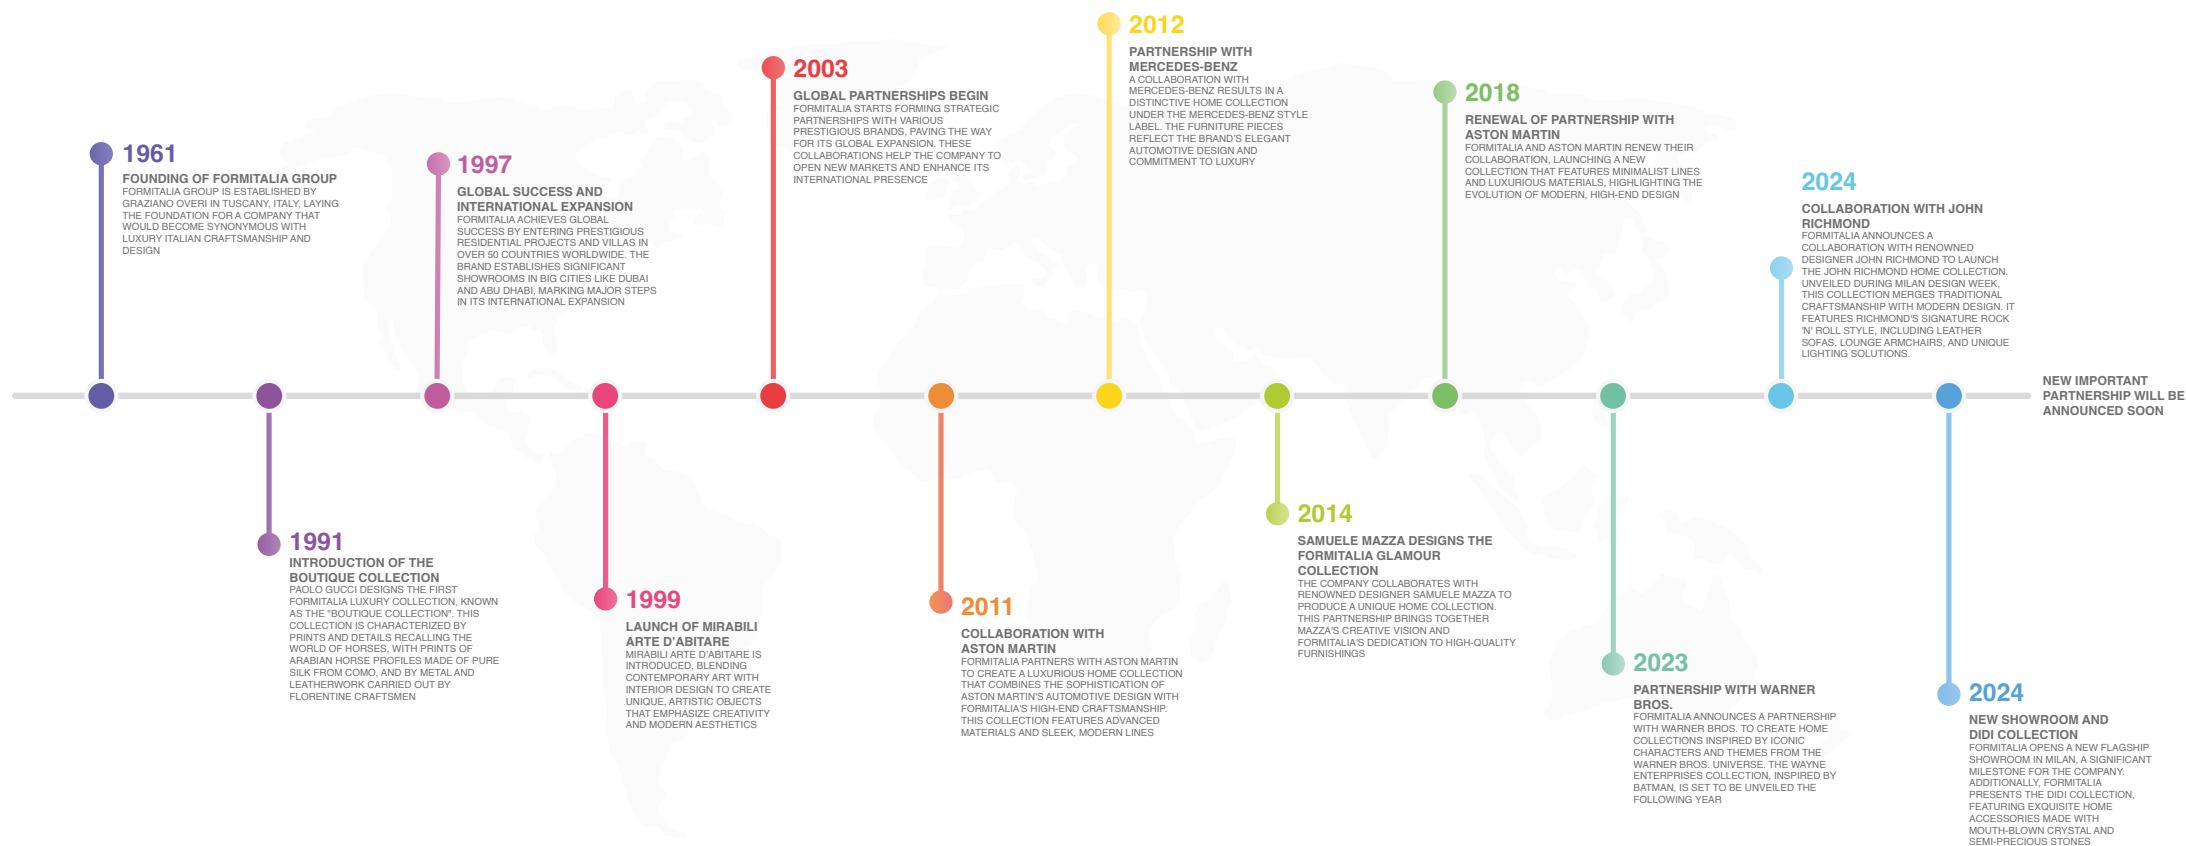 1961
FOUNDING OF FORMITALIA GROUP
FORMITALIA GROUP IS ESTABLISHED BY
GRAZIANO OVERI IN TUSCANY, ITALY, LAYING
THE FOUNDATION FOR A COMPANY THAT
WOULD BECOME SYNONYMOUS WITH
LUXURY ITALIAN CRAFTSMANSHIP AND
DESIGN
1991
INTRODUCTION OF THE
BOUTIQUE COLLECTION
PAOLO GUCCI DESIGNS THE FIRST
FORMITALIA LUXURY COLLECTION, KNOWN
AS THE "BOUTIQUE COLLECTION". THIS
COLLECTION IS CHARACTERIZED BY
PRINTS AND DETAILS RECALLING THE
WORLD OF HORSES, WITH PRINTS OF
ARABIAN HORSE PROFILES MADE OF PURE
SILK FROM COMO, AND BY METAL AND
LEATHERWORK CARRIED OUT BY
FLORENTINE CRAFTSMEN
1997
GLOBAL SUCCESS AND
INTERNATIONAL EXPANSION
FORMITALIA ACHIEVES GLOBAL
SUCCESS BY ENTERING PRESTIGIOUS
RESIDENTIAL PROJECTS AND VILLAS IN
OVER 50 COUNTRIES WORLDWIDE. THE
BRAND ESTABLISHES SIGNIFICANT
SHOWROOMS IN BIG CITIES LIKE DUBAI
AND ABU DHABI, MARKING MAJOR STEPS
IN ITS INTERNATIONAL EXPANSION
1999
LAUNCH OF MIRABILI
ARTE D'ABITARE
MIRABILI ARTE D'ABITARE IS
INTRODUCED, BLENDING
CONTEMPORARY ART WITH
INTERIOR DESIGN TO CREATE
UNIQUE, ARTISTIC OBJECTS
THAT EMPHASIZE CREATIVITY
AND MODERN AESTHETICS
2003
GLOBAL PARTNERSHIPS BEGIN
FORMITALIA STARTS FORMING STRATEGIC
PARTNERSHIPS WITH VARIOUS
PRESTIGIOUS BRANDS, PAVING THE WAY
FOR ITS GLOBAL EXPANSION. THESE
COLLABORATIONS HELP THE COMPANY TO
OPEN NEW MARKETS AND ENHANCE ITS
INTERNATIONAL PRESENCE
2011
COLLABORATION WITH
ASTON MARTIN
FORMITALIA PARTNERS WITH ASTON MARTIN
TO CREATE A LUXURIOUS HOME COLLECTION
THAT COMBINES THE SOPHISTICATION OF
ASTON MARTIN'S AUTOMOTIVE DESIGN WITH
FORMITALIA'S HIGH-END CRAFTSMANSHIP.
THIS COLLECTION FEATURES ADVANCED
MATERIALS AND SLEEK, MODERN LINES
2012
PARTNERSHIP WITH
MERCEDES-BENZ
A COLLABORATION WITH
MERCEDES-BENZ RESULTS IN A
DISTINCTIVE HOME COLLECTION
UNDER THE MERCEDES-BENZ STYLE
LABEL. THE FURNITURE PIECES
REFLECT THE BRAND'S ELEGANT
AUTOMOTIVE DESIGN AND
COMMITMENT TO LUXURY
2014
SAMUELE MAZZA DESIGNS THE
FORMITALIA GLAMOUR
COLLECTION
THE COMPANY COLLABORATES WITH
RENOWNED DESIGNER SAMUELE MAZZA TO
PRODUCE A UNIQUE HOME COLLECTION.
THIS PARTNERSHIP BRINGS TOGETHER
MAZZA'S CREATIVE VISION AND
FORMITALIA'S DEDICATION TO HIGH-QUALITY
FURNISHINGS
2018
RENEWAL OF PARTNERSHIP WITH
ASTON MARTIN
FORMITALIA AND ASTON MARTIN RENEW THEIR
COLLABORATION, LAUNCHING A NEW
COLLECTION THAT FEATURES MINIMALIST LINES
AND LUXURIOUS MATERIALS, HIGHLIGHTING THE
EVOLUTION OF MODERN, HIGH-END DESIGN
2023
PARTNERSHIP WITH WARNER
BROS.
FORMITALIA ANNOUNCES A PARTNERSHIP
WITH WARNER BROS. TO CREATE HOME
COLLECTIONS INSPIRED BY ICONIC
CHARACTERS AND THEMES FROM THE
WARNER BROS. UNIVERSE. THE WAYNE
ENTERPRISES COLLECTION, INSPIRED BY
BATMAN, IS SET TO BE UNVEILED THE
FOLLOWING YEAR
2024
COLLABORATION WITH JOHN
RICHMOND
FORMITALIA ANNOUNCES A
COLLABORATION WITH RENOWNED
DESIGNER JOHN RICHMOND TO LAUNCH
THE JOHN RICHMOND HOME COLLECTION.
UNVEILED DURING MILAN DESIGN WEEK,
THIS COLLECTION MERGES TRADITIONAL
CRAFTSMANSHIP WITH MODERN DESIGN. IT
FEATURES RICHMOND'S SIGNATURE ROCK
'N' ROLL STYLE, INCLUDING LEATHER
SOFAS, LOUNGE ARMCHAIRS, AND UNIQUE
LIGHTING SOLUTIONS.
2024
NEW SHOWROOM AND
DIDI COLLECTION
FORMITALIA OPENS A NEW FLAGSHIP
SHOWROOM IN MILAN, A SIGNIFICANT
MILESTONE FOR THE COMPANY.
ADDITIONALLY, FORMITALIA
PRESENTS THE DIDI COLLECTION,
FEATURING EXQUISITE HOME
ACCESSORIES MADE WITH
MOUTH-BLOWN CRYSTAL AND
SEMI-PRECIOUS STONES
NEW IMPORTANT
PARTNERSHIP WILL BE
ANNOUNCED SOON